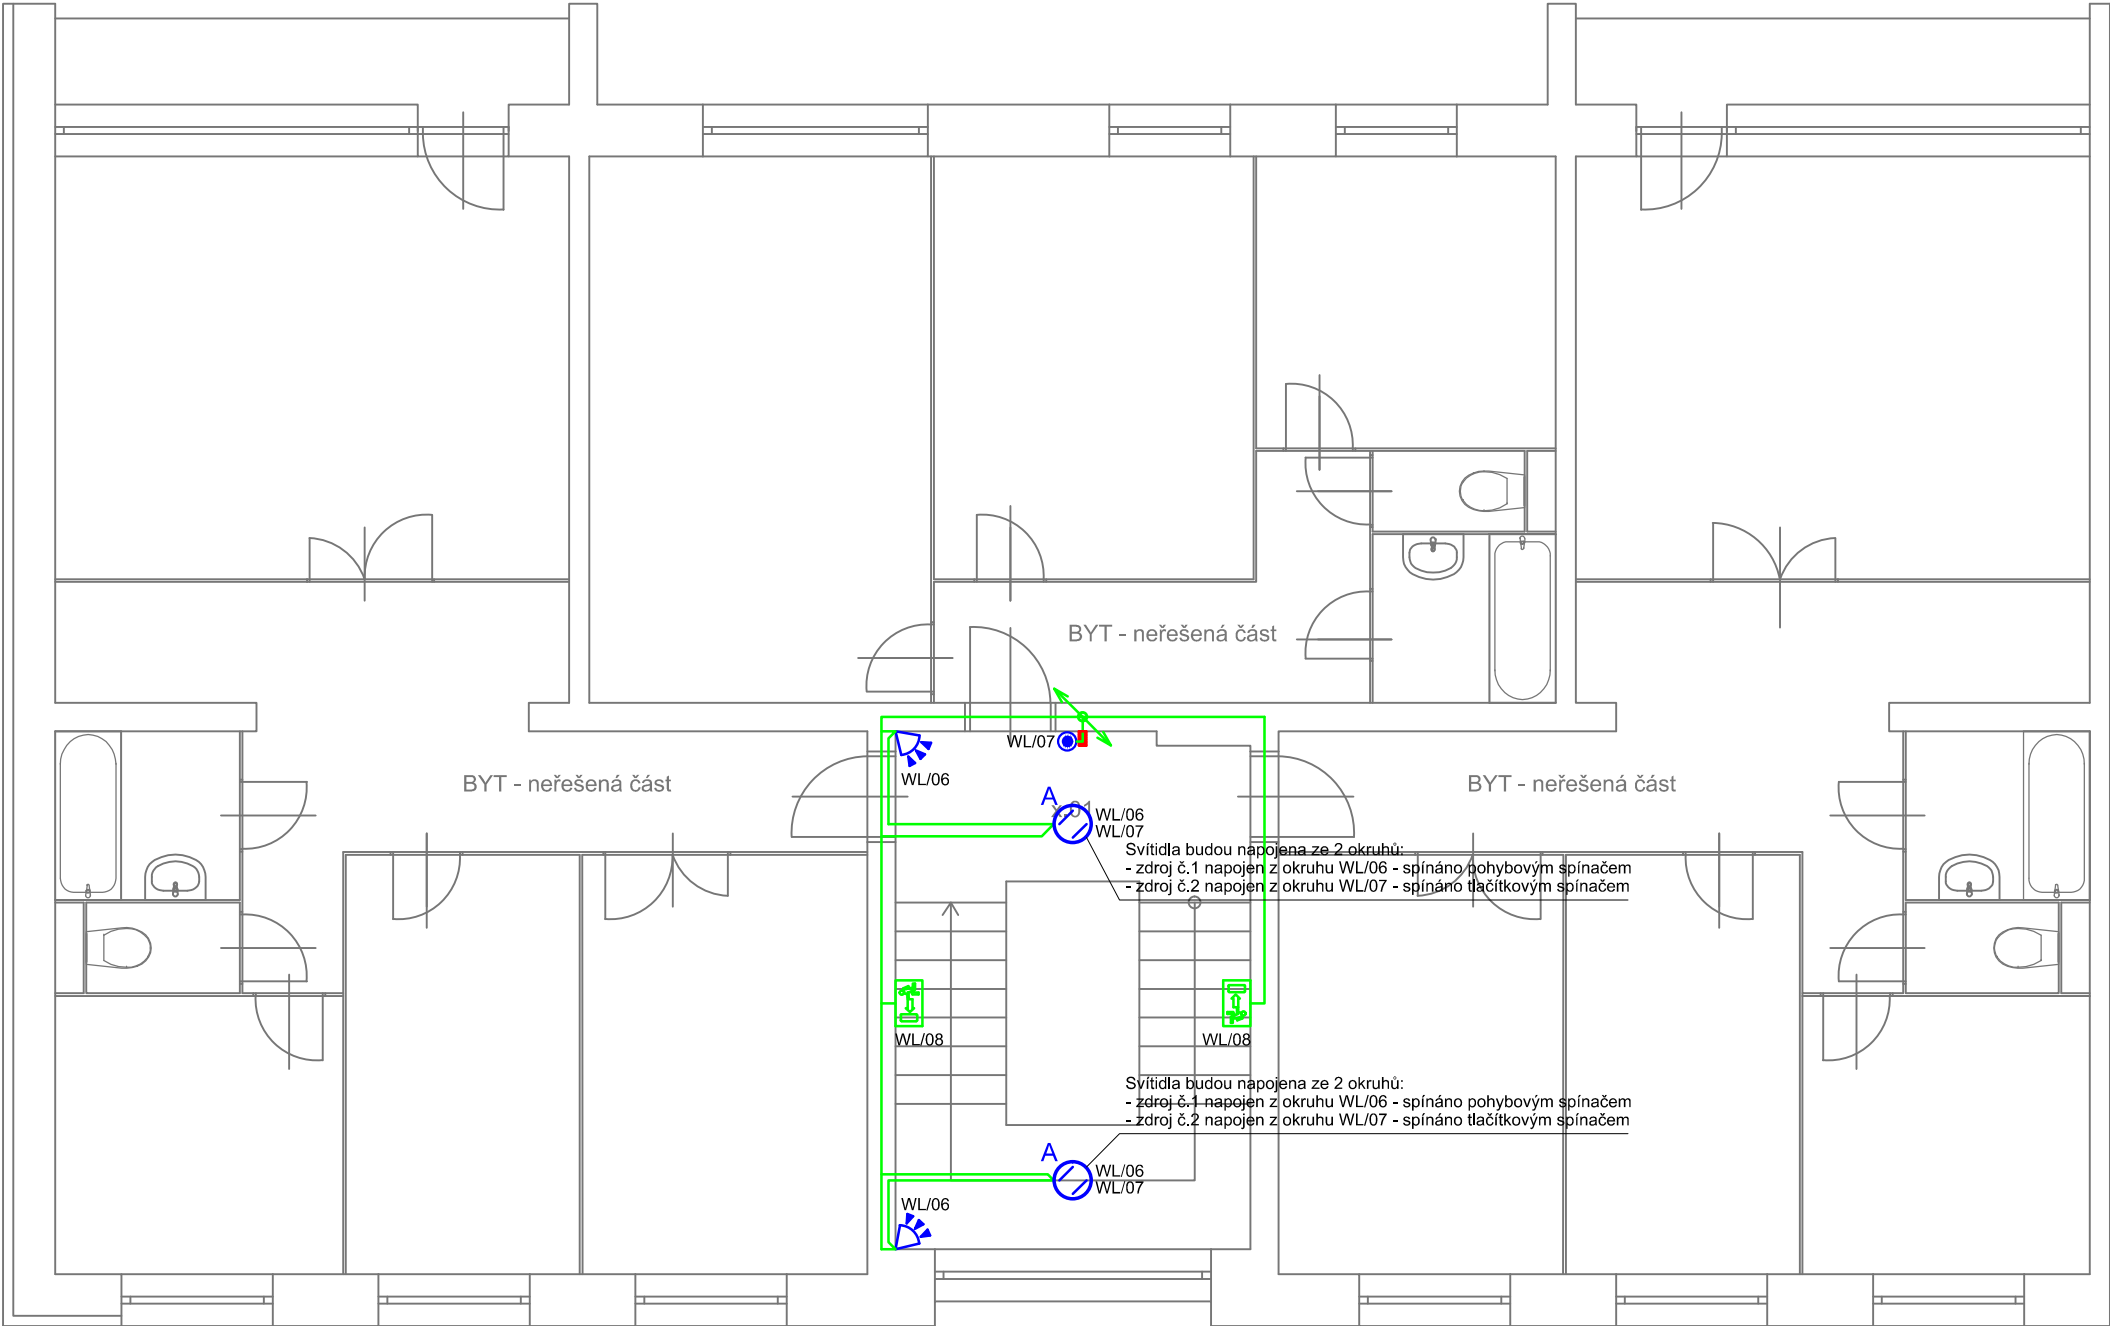 BYT - neřešená část
WL/07
WL/06
BYT - neřešená část
BYT - neřešená část
A
x.01
WL/06
WL/07
Svítidla budou napojena ze 2 okruhů:
- zdroj č.1 napojen z okruhu WL/06 - spínáno pohybovým spínačem
- zdroj č.2 napojen z okruhu WL/07 - spínáno tlačítkovým spínačem
WL/08
WL/08
Svítidla budou napojena ze 2 okruhů:
- zdroj č.1 napojen z okruhu WL/06 - spínáno pohybovým spínačem
- zdroj č.2 napojen z okruhu WL/07 - spínáno tlačítkovým spínačem
A
WL/06
WL/07
WL/06